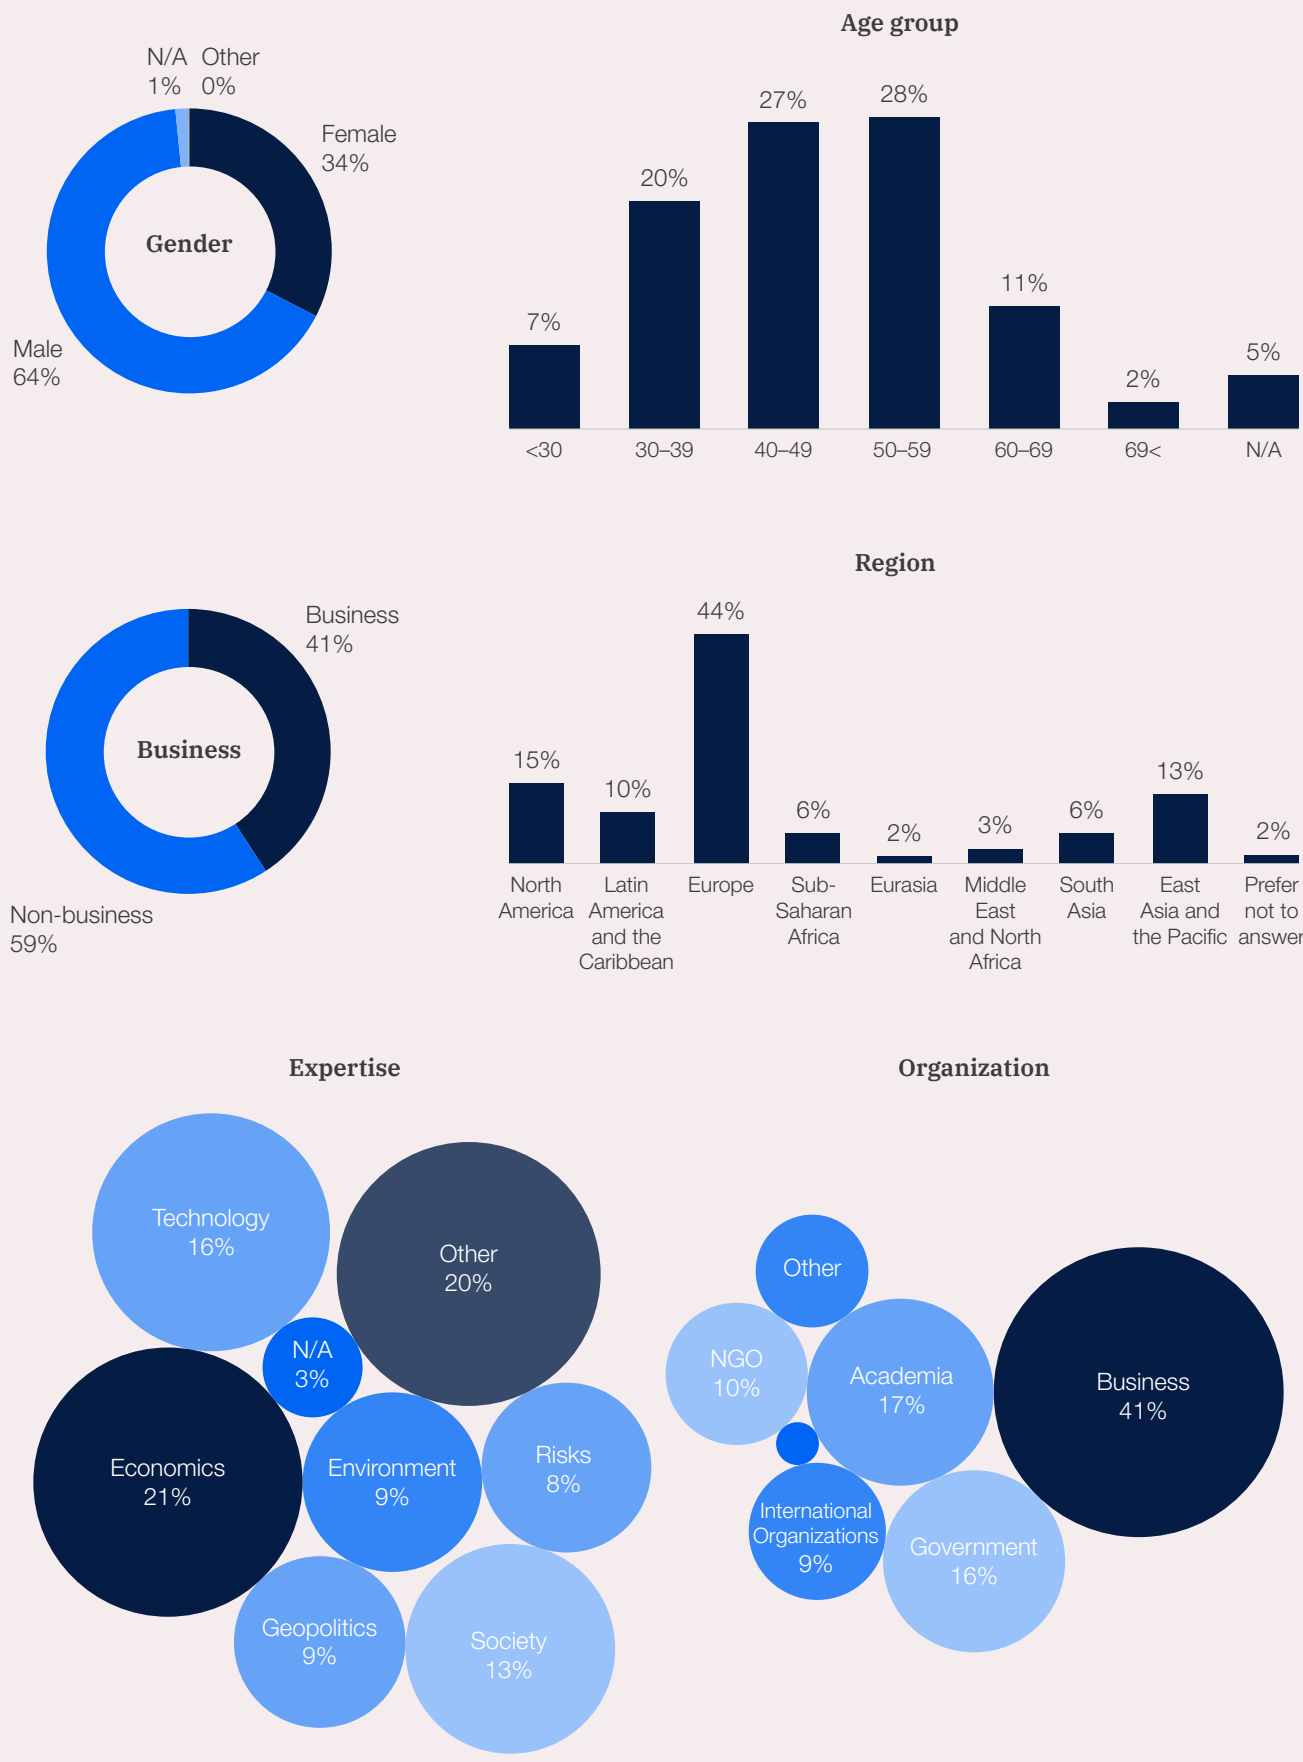 N/A
1%
Other
0%
Female
34%
Gender
Male
64%
Age group
7%
20%
27%
28%
11%
2%
5%
<30
30–39
40–49
50–59
60–69
69<
N/A
Business
41%
Business
Non-business
59%
Region
15%
10%
44%
6%
2%
3%
6%
13%
2%
North
America
Latin
America
and the
Caribbean
Europe
Sub-
Saharan
Africa
Eurasia
Middle
East
and North
Africa
South
Asia
East
Asia and
the Pacific
Prefer
not to
answer
Expertise
Technology
16%
Other
20%
N/A
3%
Economics
21%
Environment
9%
Risks
8%
Geopolitics
9%
Society
13%
Organization
Other
NGO
10%
Academia
17%
Business
41%
International
Organizations
9%
Government
16%